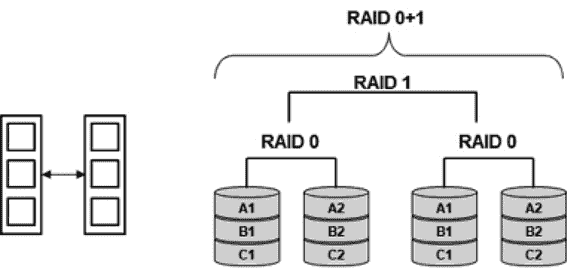 RAID 0+1
RAID 1
RAID 0 RAID 0
A1 A2 A1 A2
B1 B2 B1 B2
C1 C2 C1 C2